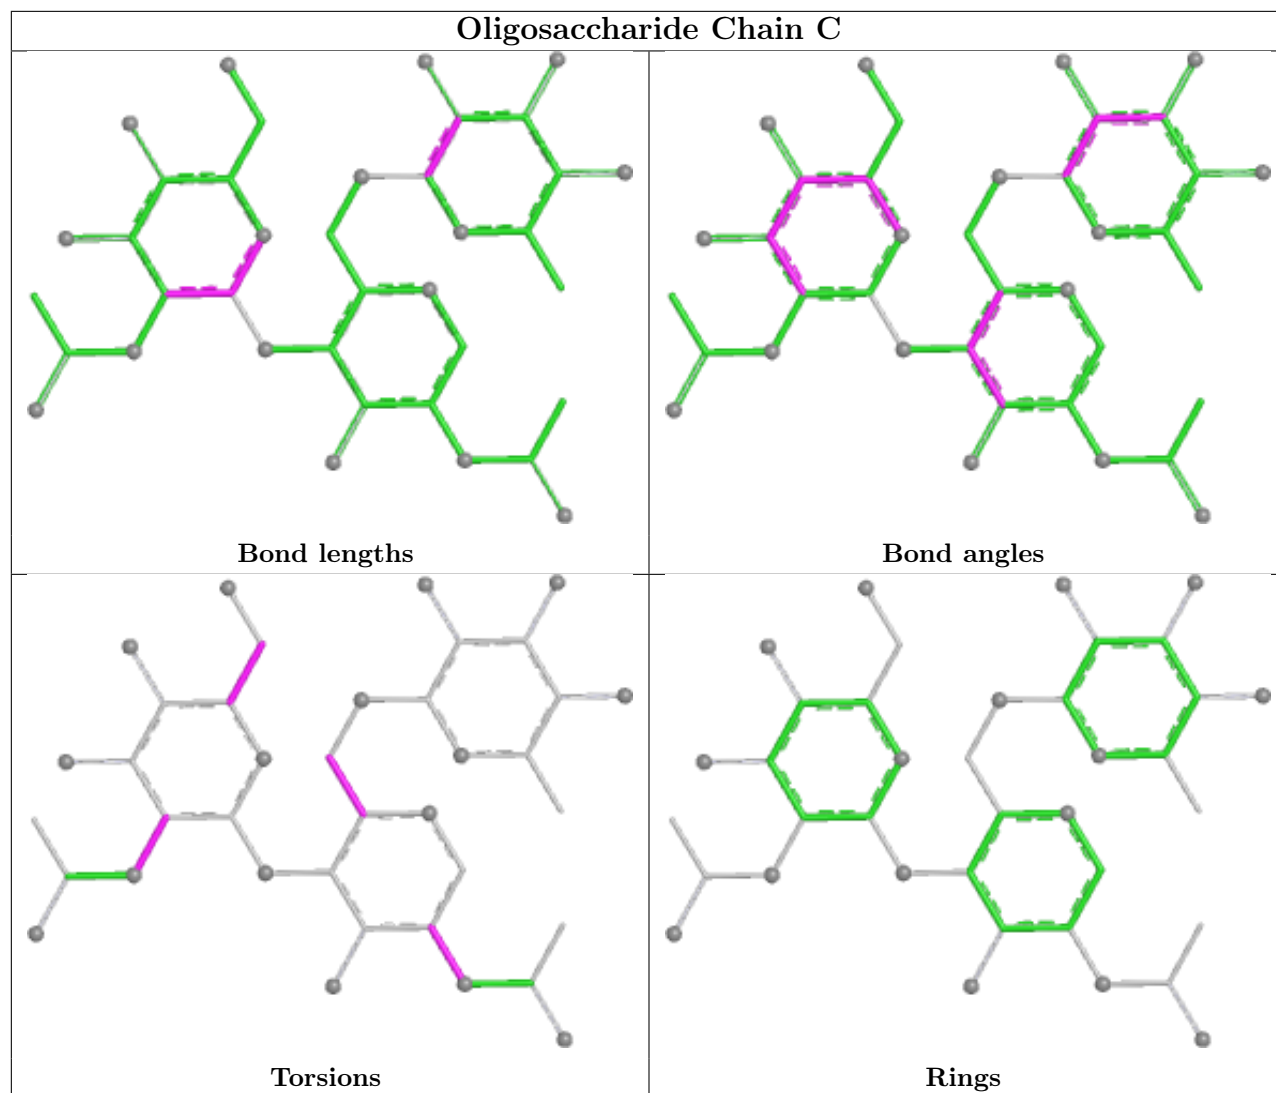 Oligosaccharide Chain C
Bond lengths
Bond angles
Torsions
Rings